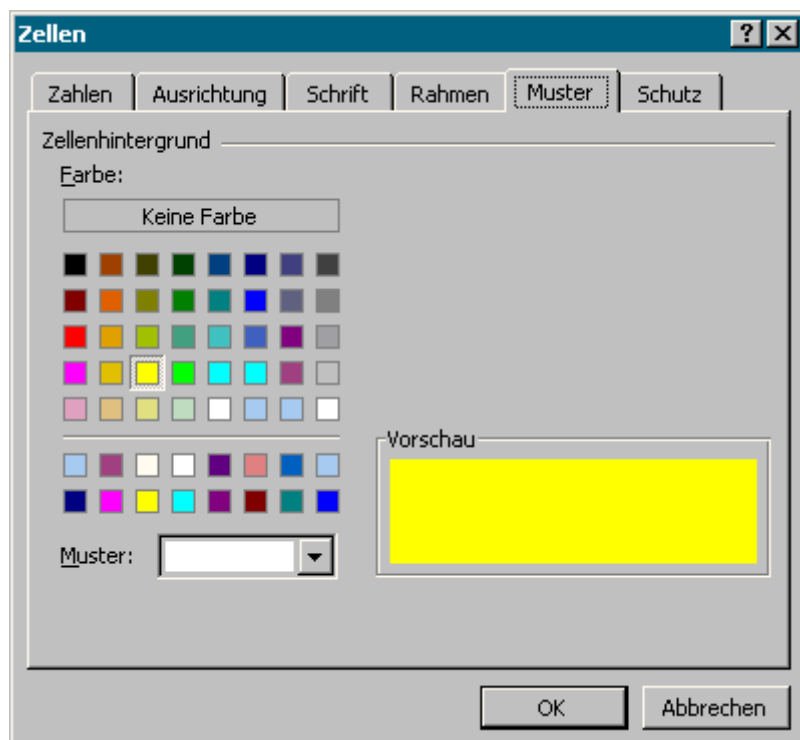 Zellen
Zahlen Ausrichtung Schrift Rahmen Muster Schutz
Zellenhintergrund
Farbe:
Keine Farbe
Vorschau
Muster:
OK Abbrechen